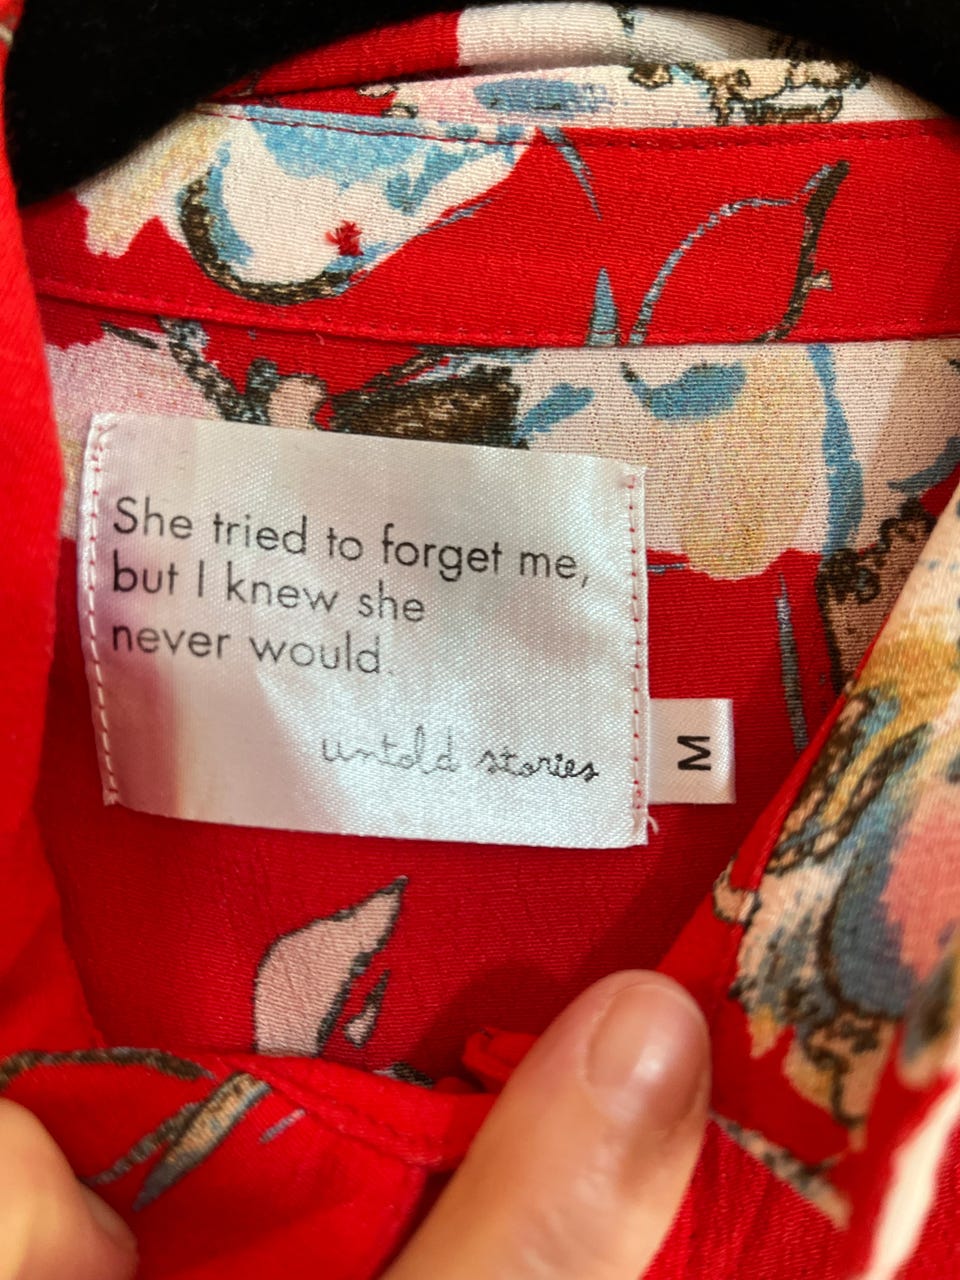 She tried to forget me,
but I knew she
never would.
untold stories
M